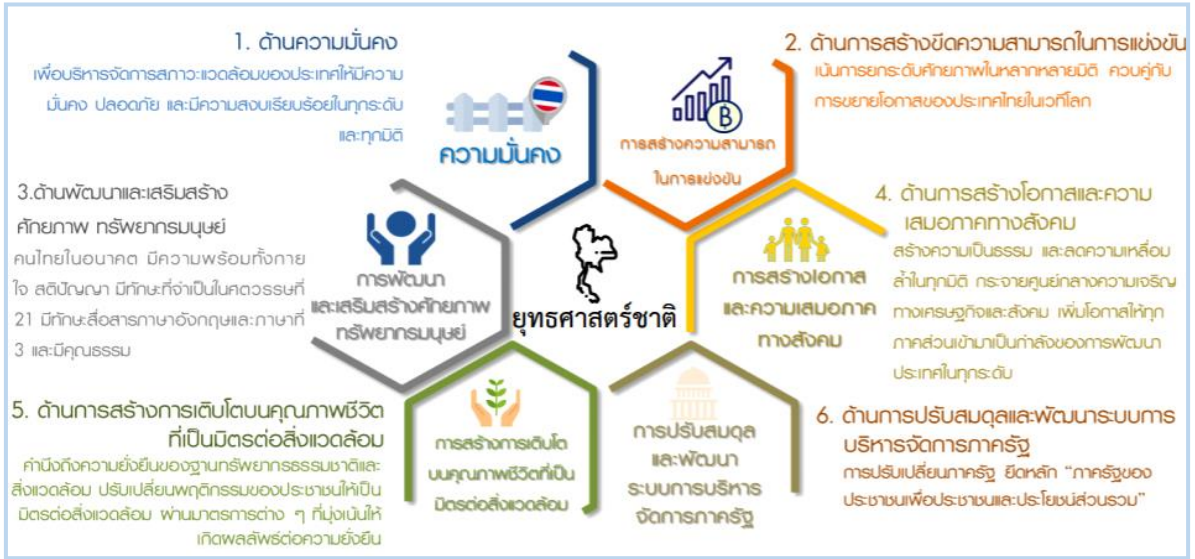 1. ด้านความมั่นคง
เพื่อบริหารจัดการสภาวะแวดล้อมของประเทศให้มีความ
มั่นคง ปลอดภัย และมีความสงบเรียบร้อยในทุกระดับ
และทุกมิติ
ความมั่นคง
การสร้างความสามารถ
ในการแข่งขัน
2. ด้านการสร้างขีดความสามารถในการแข่งขัน
เน้นการยกระดับศักยภาพในหลากหลายมิติ ควบคู่กับ
การขยายโอกาสของประเทศไทยในเวทีโลก
3.ด้านพัฒนาและเสริมสร้าง
ศักยภาพ ทรัพยากรมนุษย์
คนไทยในอนาคต มีความพร้อมทั้งกาย
ใจ สติปัญญา มีทักษะที่จำเป็นในศตวรรษที่
21 มีทักษะสื่อสารภาษาอังกฤษและภาษาที่
3 และมีคุณธรรม
การพัฒนา
และเสริมสร้างศักยภาพ
ทรัพยากรมนุษย์
ยุทธศาสตร์ชาติ
การสร้างโอกาส
และความเสมอภาค
ทางสังคม
4. ด้านการสร้างโอกาสและความ
เสมอภาคทางสังคม
สร้างความเป็นธรรม และลดความเหลื่อม
ล้ำในทุกมิติ กระจายศูนย์กลางความเจริญ
ทางเศรษฐกิจและสังคม เพิ่มโอกาสให้ทุก
ภาคส่วนเข้ามาเป็นกำลังของการพัฒนา
ประเทศในทุกระดับ
5. ด้านการสร้างการเติบโตบนคุณภาพชีวิต
ที่เป็นมิตรต่อสิ่งแวดล้อม
คำนึงถึงความยั่งยืนของฐานทรัพยากรธรรมชาติและ
สิ่งแวดล้อม ปรับเปลี่ยนพฤติกรรมของประชาชนให้เป็น
มิตรต่อสิ่งแวดล้อม ผ่านมาตรการต่าง ๆ ที่มุ่งเน้นให้
เกิดผลลัพธ์ต่อความยั่งยืน
การสร้างการเติบโต
บนคุณภาพชีวิตที่เป็น
มิตรต่อสิ่งแวดล้อม
การปรับสมดุล
และพัฒนา
ระบบการบริหาร
จัดการภาครัฐ
6. ด้านการปรับสมดุลและพัฒนาระบบการ
บริหารจัดการภาครัฐ
การปรับเปลี่ยนภาครัฐ ยึดหลัก “ภาครัฐของ
ประชาชนเพื่อประชาชนและประโยชน์ส่วนรวม”